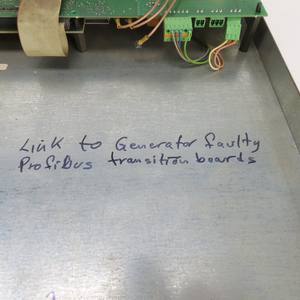 Link to Generator faulty
Profibus transition boards